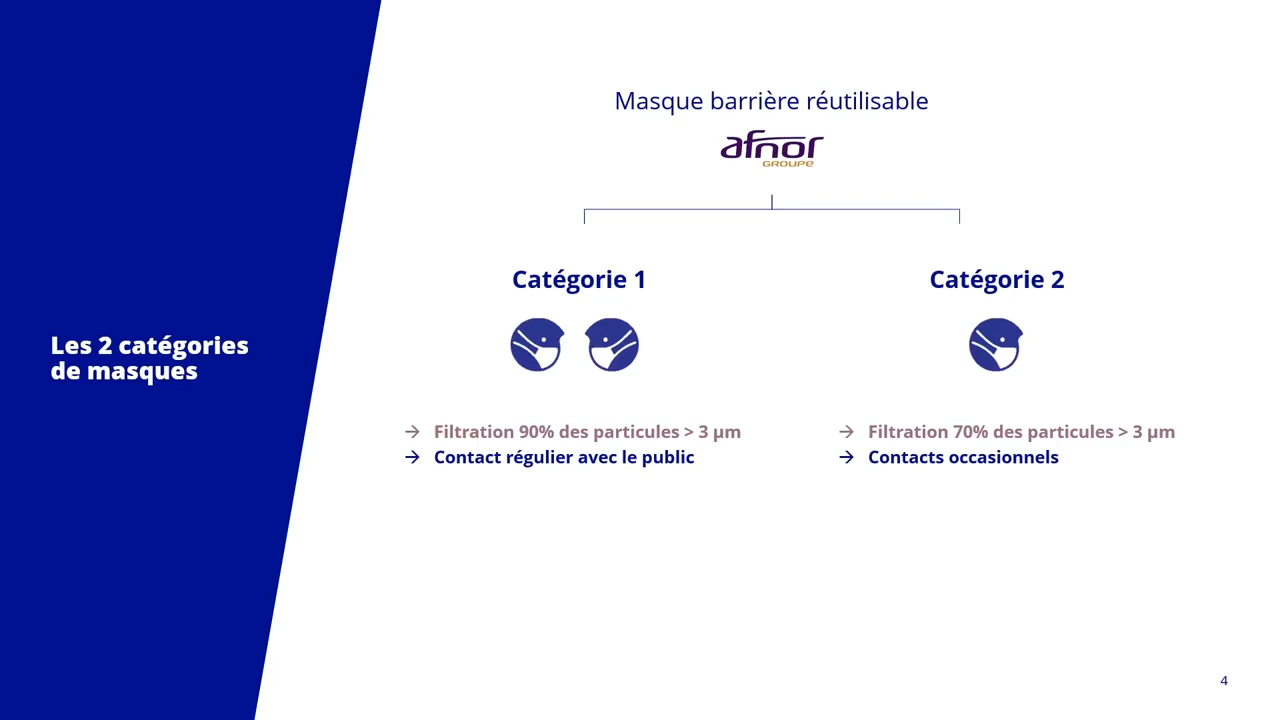 Masque barrière réutilisable
afnor
GROUPE
Les 2 catégories
de masques
Catégorie 1
→ Filtration 90% des particules > 3 µm
→ Contact régulier avec le public
Catégorie 2
→ Filtration 70% des particules > 3 µm
→ Contacts occasionnels
4